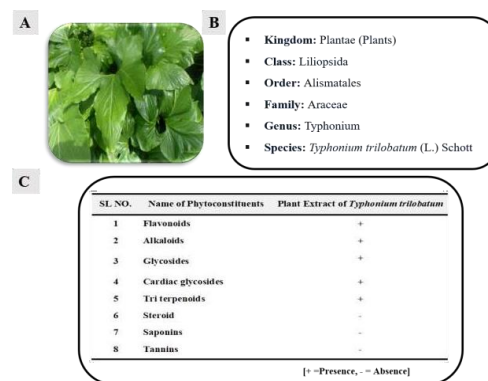 A
B
▪ Kingdom: Plantae (Plants)
▪ Class: Liliopsida
▪ Order: Alismatales
▪ Family: Araceae
▪ Genus: Typhonium
▪ Species: Typhonium trilobatum (L.) Schott
C
SL NO. Name of Phytoconstituents Plant Extract of Typhonium trilobatum
1 Flavonoids +
2 Alkaloids +
3 Glycosides +
4 Cardiac glycosides +
5 Tri terpenoids +
6 Steroid -
7 Saponins -
8 Tannins -
[+ =Presence, - = Absence]